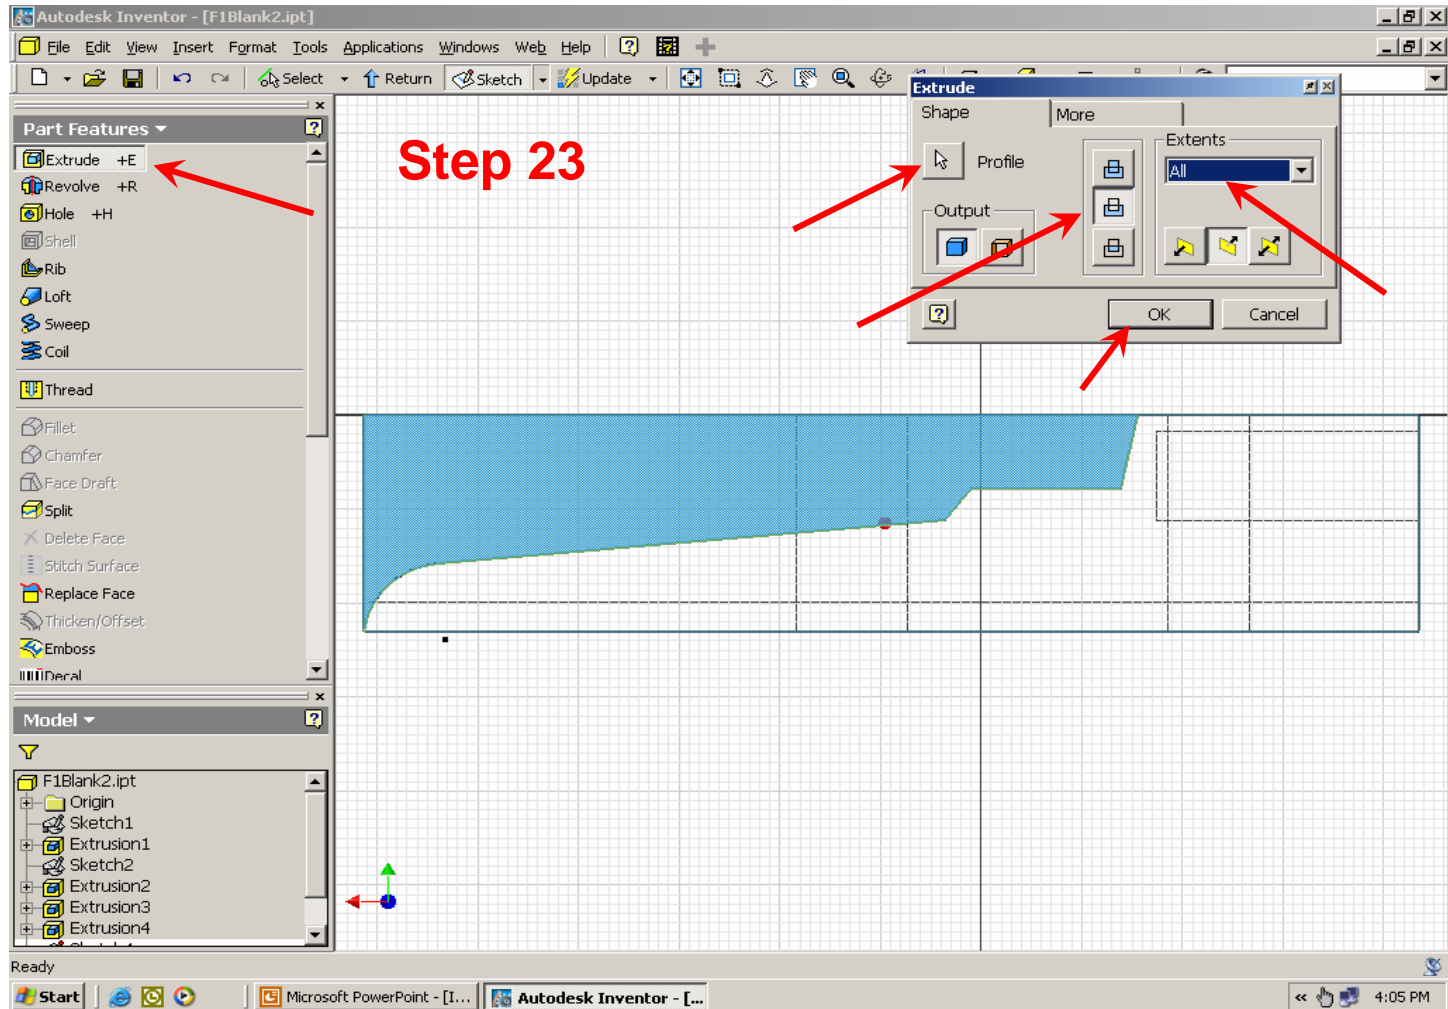 Autodesk Inventor - [F1Blank2.ipt]
File Edit View Insert Format Tools Applications Windows Web Help
Select Return Sketch Update
Part Features
Extrude +E
Revolve +R
Hole +H
Shell
Rib
Loft
Sweep
Coil
Thread
Fillet
Chamfer
Face Draft
Split
Delete Face
Stitch Surface
Replace Face
Thicken/Offset
Emboss
Decal
Step 23
Extrude
Shape More
Profile
Output
Extents
All
OK Cancel
Model
F1Blank2.ipt
Origin
Sketch1
Extrusion1
Sketch2
Extrusion2
Extrusion3
Extrusion4
Ready
Start Microsoft PowerPoint - [I... Autodesk Inventor - [... « 4:05 PM